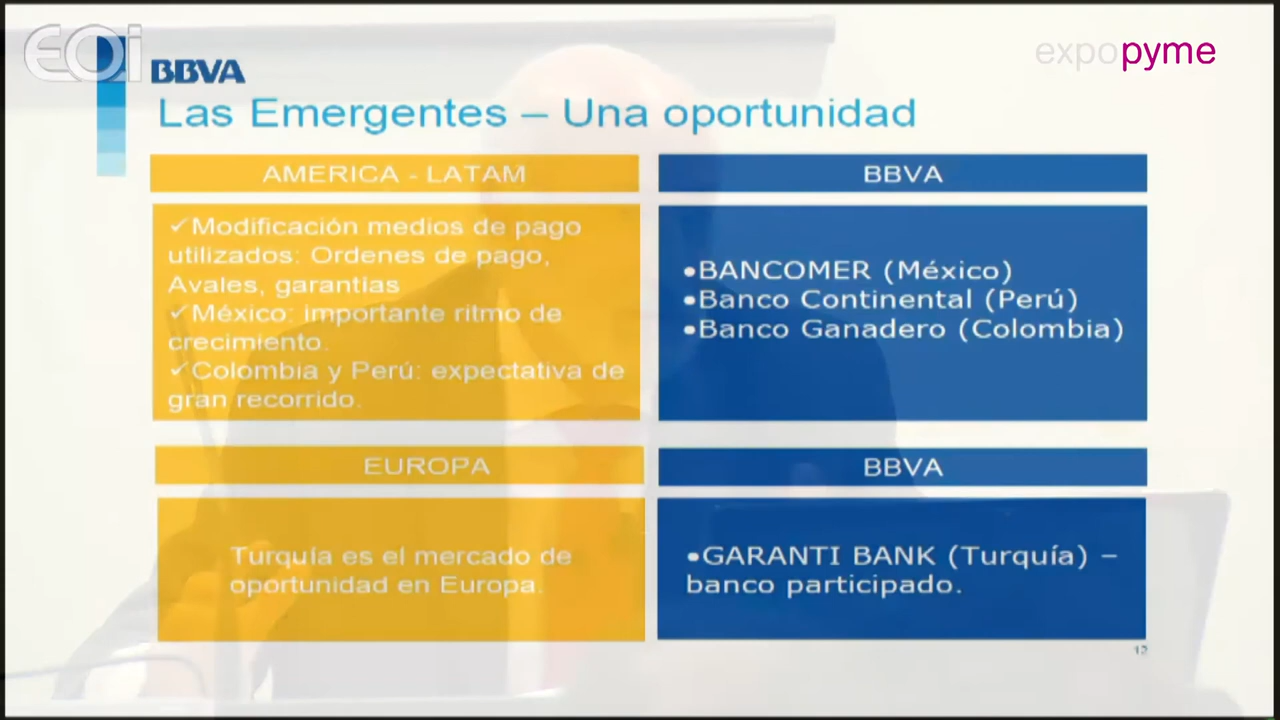 EOi
expopyme
BBVA
Las Emergentes – Una oportunidad
AMERICA - LATAM
✓Modificación medios de pago
utilizados: Ordenes de pago,
Avales, garantías
✓México: importante ritmo de
crecimiento.
✓Colombia y Perú: expectativa de
gran recorrido.
BBVA
•BANCOMER (México)
•Banco Continental (Perú)
•Banco Ganadero (Colombia)
EUROPA
Turquía es el mercado de
oportunidad en Europa.
BBVA
•GARANTI BANK (Turquía) –
banco participado.
12